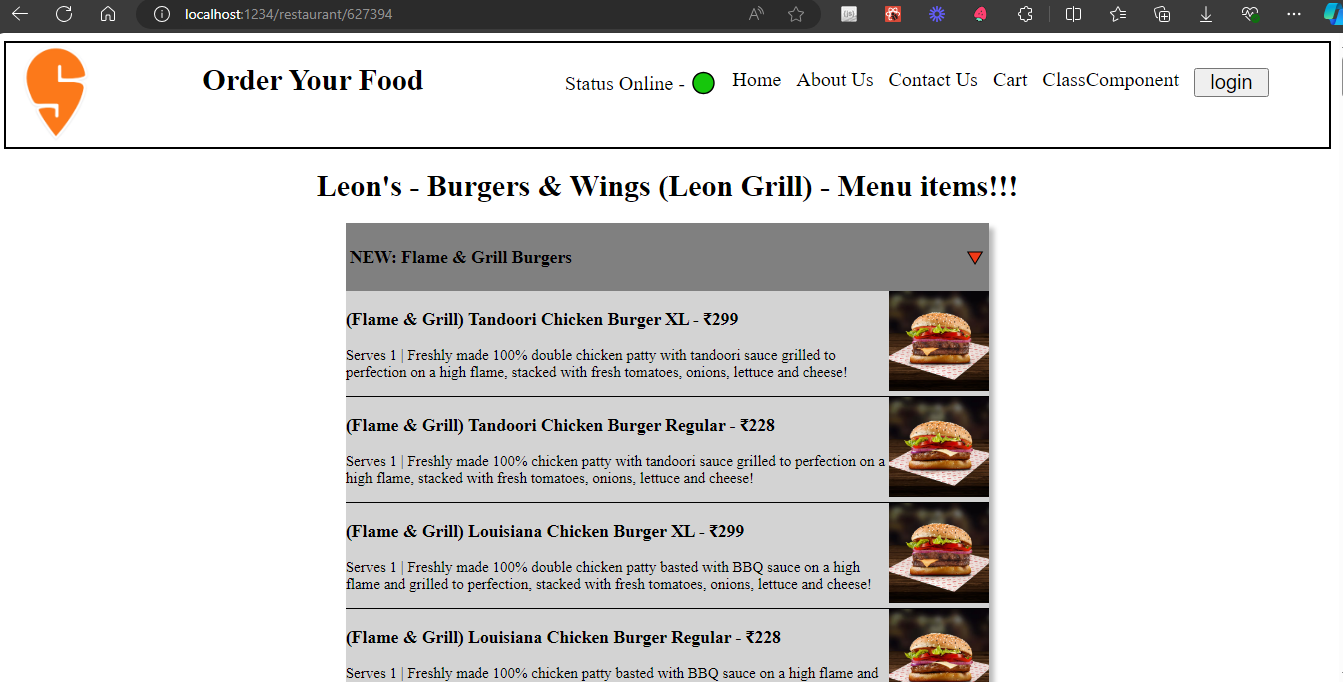 localhost:1234/restaurant/627394
Order Your Food
Status Online -
Home
About Us
Contact Us
Cart
ClassComponent
login
Leon's - Burgers & Wings (Leon Grill) - Menu items!!!
NEW: Flame & Grill Burgers
(Flame & Grill) Tandoori Chicken Burger XL - ₹299
Serves 1 | Freshly made 100% double chicken patty with tandoori sauce grilled to
perfection on a high flame, stacked with fresh tomatoes, onions, lettuce and cheese!
(Flame & Grill) Tandoori Chicken Burger Regular - ₹228
Serves 1 | Freshly made 100% chicken patty with tandoori sauce grilled to perfection on a
high flame, stacked with fresh tomatoes, onions, lettuce and cheese!
(Flame & Grill) Louisiana Chicken Burger XL - ₹299
Serves 1 | Freshly made 100% double chicken patty basted with BBQ sauce on a high
flame and grilled to perfection, stacked with fresh tomatoes, onions, lettuce and cheese!
(Flame & Grill) Louisiana Chicken Burger Regular - ₹228
Serves 1 | Freshly made 100% chicken patty basted with BBQ sauce on a high flame and